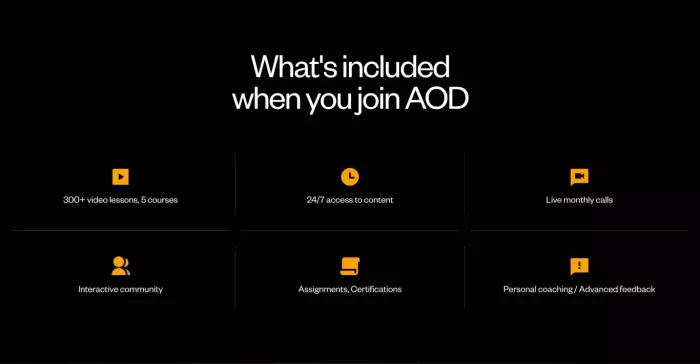 What's included
when you join AOD
300+ video lessons, 5 courses
24/7 access to content
Live monthly calls
Interactive community
Assignments, Certifications
Personal coaching / Advanced feedback